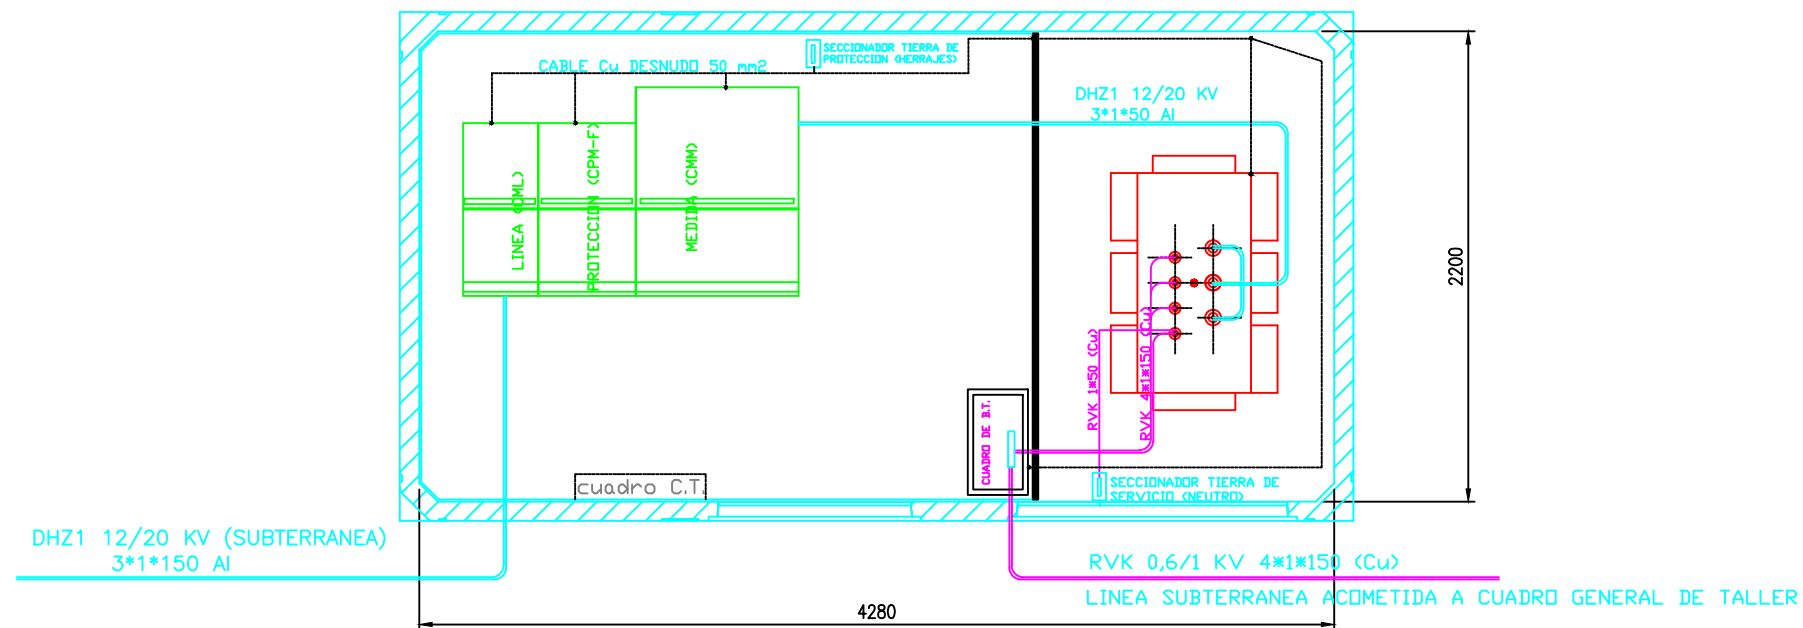 SECCIONADOR TIERRA DE
PROTECCION (HERRAJES)
CABLE Cu DESNUDO 50 mm2
DHZ1 12/20 KV
3*1*50 Al
LINEA (CML)
PROTECCION (CPM-F)
MEDIDA (CMM)
2200
RVK 1*50 (Cu)
RVK 4*1*150 (Cu)
CUADRO DE B.T.
cuadro C.T.
SECCIONADOR TIERRA DE
SERVICIO (NEUTRO)
DHZ1 12/20 KV (SUBTERRANEA)
3*1*150 Al
RVK 0,6/1 KV 4*1*150 (Cu)
LINEA SUBTERRANEA ACOMETIDA A CUADRO GENERAL DE TALLER
4280